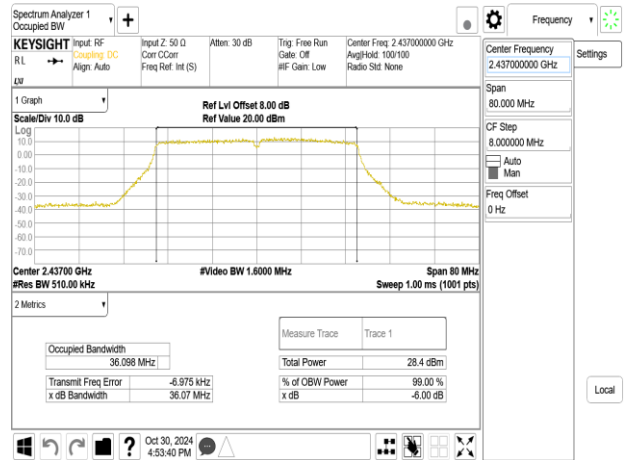 Spectrum Analyzer 1
Occupied BW
+
Frequency
KEYSIGHT
RL
LXI
Input: RF
Coupling: DC
Align: Auto
Input Z: 50 Ω
Corr CCorr
Freq Ref: Int (S)
Atten: 30 dB
Trig: Free Run
Gate: Off
#IF Gain: Low
Center Freq: 2.437000000 GHz
Avg|Hold: 100/100
Radio Std: None
Center Frequency
2.437000000 GHz
Settings
Span
80.000 MHz
CF Step
8.000000 MHz
Auto
Man
Freq Offset
0 Hz
Local
1 Graph
Scale/Div 10.0 dB
Ref Lvl Offset 8.00 dB
Ref Value 20.00 dBm
Log
10.0
0.00
-10.0
-20.0
-30.0
-40.0
-50.0
-60.0
-70.0
Center 2.43700 GHz
#Res BW 510.00 kHz
#Video BW 1.6000 MHz
Span 80 MHz
Sweep 1.00 ms (1001 pts)
2 Metrics
Measure Trace Trace 1
Occupied Bandwidth
36.098 MHz
Total Power 28.4 dBm
Transmit Freq Error -6.975 kHz
% of OBW Power 99.00 %
x dB Bandwidth 36.07 MHz
x dB -6.00 dB
?
Oct 30, 2024
4:53:40 PM